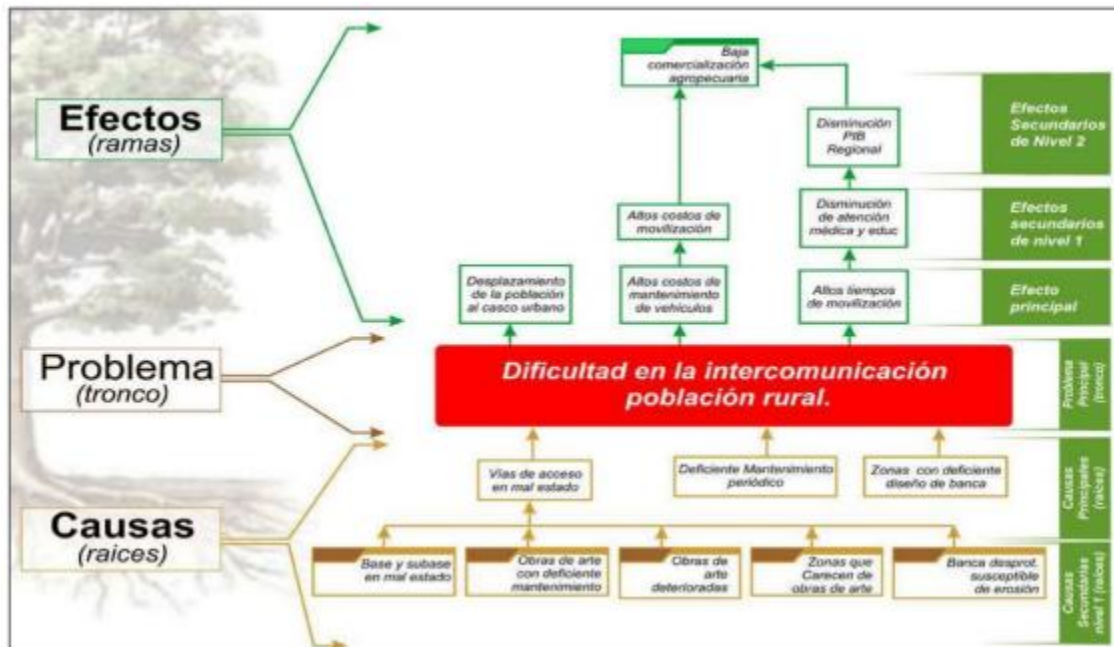 Efectos
(ramas)
Problema
(tronco)
Causas
(raices)
Baja
comercialización
agropecuaria
Disminución
PIB
Regional
Altos costos de
movilización
Disminución
de atención
médica y educ
Desplazamiento
de la población
al casco urbano
Altos costos de
mantenimiento
de vehículos
Altos tiempos
de movilización
Dificultad en la intercomunicación
población rural.
Vías de acceso
en mal estado
Deficiente Mantenimiento
periódico
Zonas con deficiente
diseño de banca
Base y subase
en mal estado
Obras de arte
con deficiente
mantenimiento
Obras de
arte
deterioradas
Zonas que
Carecen de
obras de arte
Banca desprot.
susceptible
de erosión
Efectos
Secundarios
de Nivel 2
Efectos
secundarios
de nivel 1
Efecto
principal
Problema
Principal
(tronco)
Causas
Principales
(raices)
Causas
Secundarias
nivel 1 (raices)